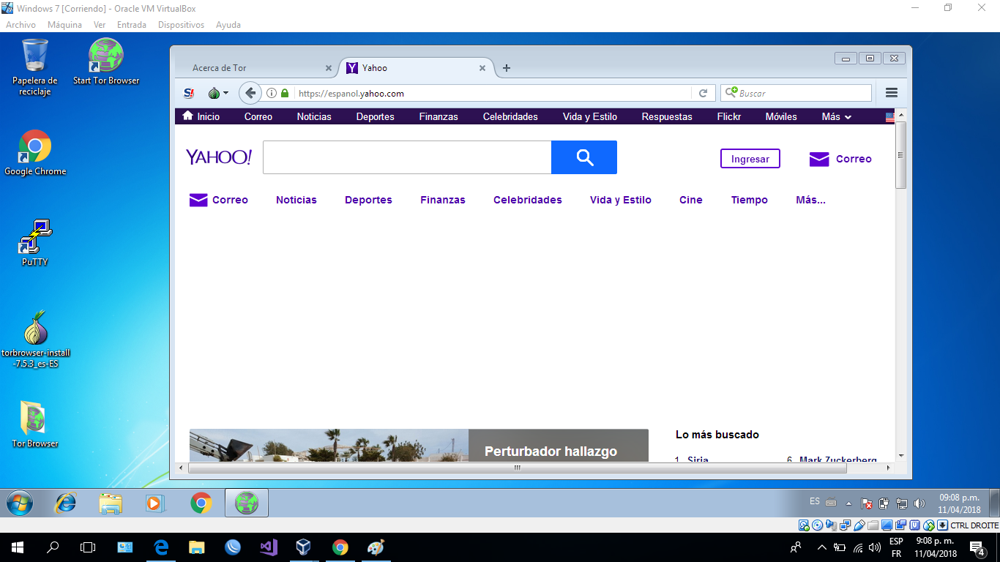 Windows 7 [Corriendo] - Oracle VM VirtualBox
Archivo Máquina Ver Entrada Dispositivos Ayuda
Papelera de reciclaje
Start Tor Browser
Google Chrome
PuTTY
torbrowser-install-7.5.3_es-ES
Tor Browser
Acerca de Tor
Yahoo
https://espanol.yahoo.com
Buscar
Inicio Correo Noticias Deportes Finanzas Celebridades Vida y Estilo Respuestas Flickr Móviles Más
YAHOO!
Ingresar
Correo
Correo Noticias Deportes Finanzas Celebridades Vida y Estilo Cine Tiempo Más...
Perturbador hallazgo
Lo más buscado
1. Siria
6. Mark Zuckerberg
ES
09:08 p.m.
11/04/2018
CTRL DROITE
ESP
FR
9:08 p. m.
11/04/2018
4